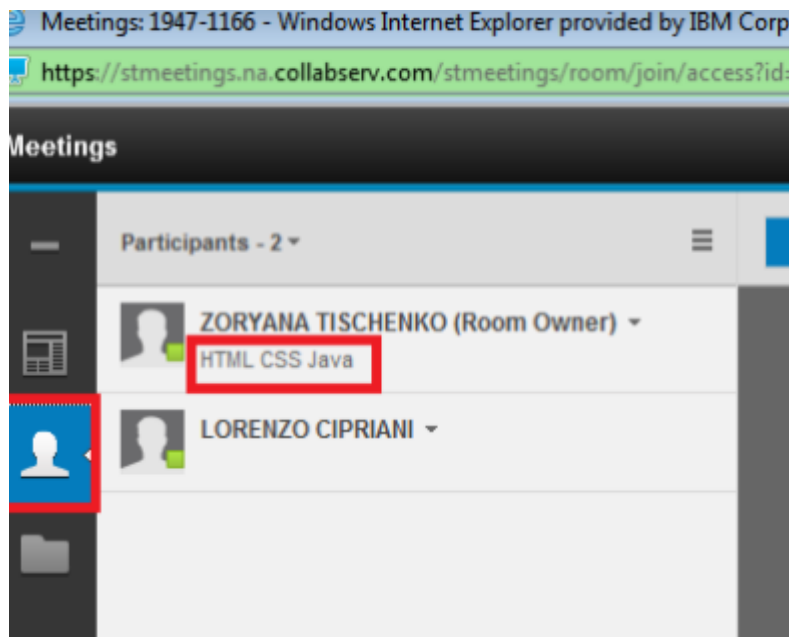 Meetings: 1947-1166 - Windows Internet Explorer provided by IBM Corp
https://stmeetings.na.collabserv.com/stmeetings/room/join/access?id=
Meetings
Participants - 2
ZORYANA TISCHENKO (Room Owner)
HTML CSS Java
LORENZO CIPRIANI